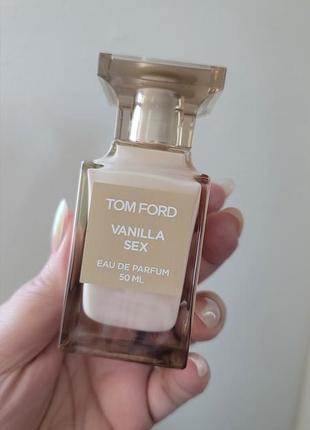 TOM FORD
VANILLA
SEX
EAU DE PARFUM
50 ML